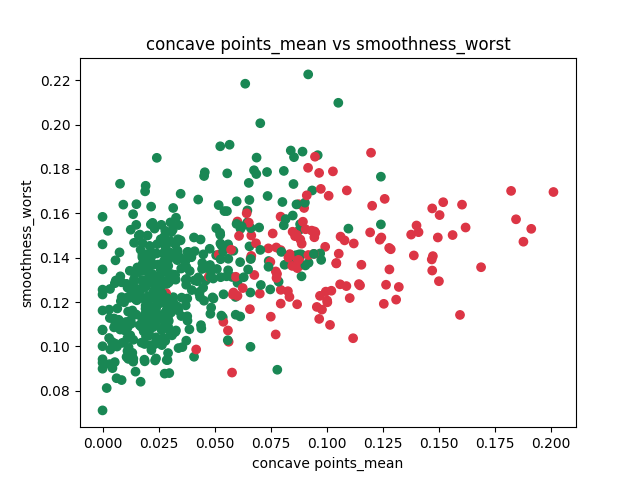 concave points_mean vs smoothness_worst
smoothness_worst
0.22
0.20
0.18
0.16
0.14
0.12
0.10
0.08
0.000 0.025 0.050 0.075 0.100 0.125 0.150 0.175 0.200
concave points_mean